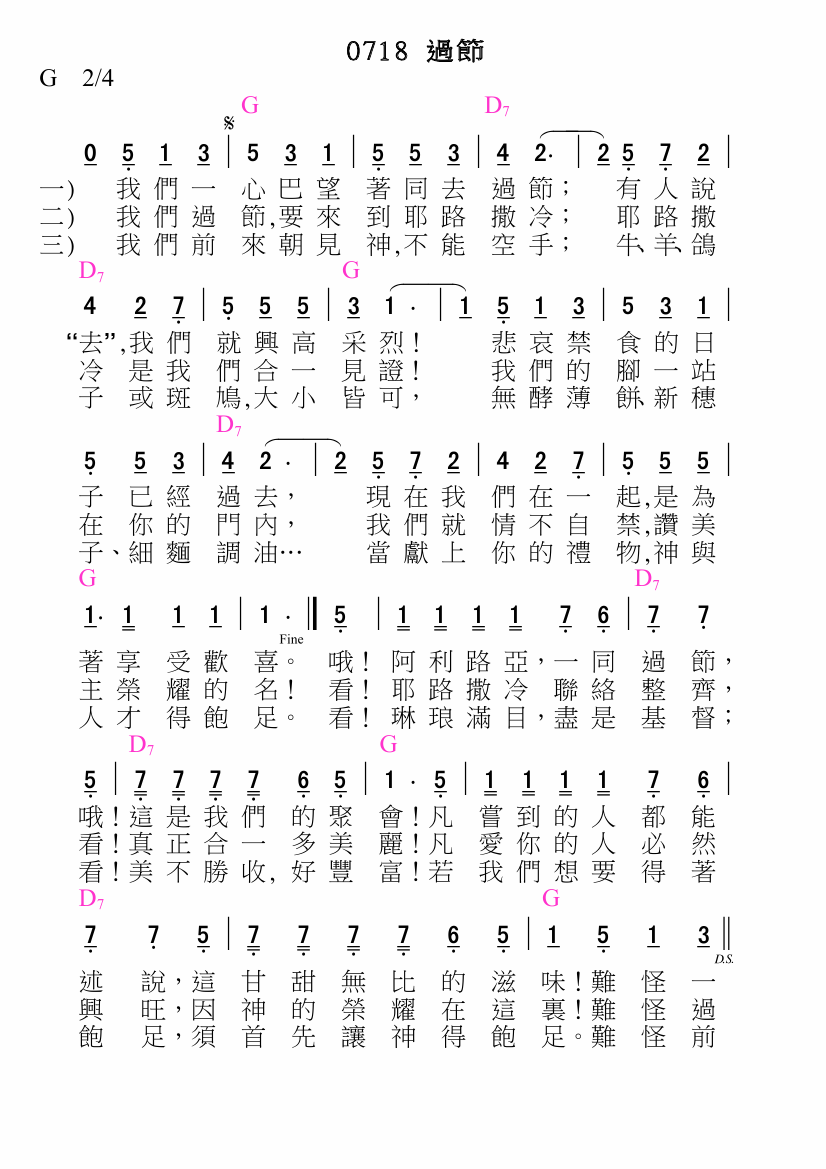 0718 過節
G 2/4
G D7
0 5 1 3 | 5 3 1 | 5 5 3 | 4 2· | 2 5 7 2 |
一) 我們一心巴望著同去過節；有人說
二) 我們過節,要來到耶路撒冷；耶路撒
三) 我們前來朝見神,不能空手；牛、羊、鴿
D7 G
4 2 7 | 5 5 5 | 3 1 · | 1 5 1 3 | 5 3 1 |
“去”,我們就興高采烈！悲哀禁食的日
冷是我們合一見證！我們的腳一站
子或斑鳩,大小皆可，無酵薄餅、新穗
D7
5 5 3 | 4 2 · | 2 5 7 2 | 4 2 7 | 5 5 5 |
子已經過去，現在我們在一起,是為
在你的門內，我們就情不自禁,讚美
子、細麵調油…當獻上你的禮物,神與
G D7
1· 1 1 1 | 1 · 5 | 1 1 1 1 7 6 | 7 7
Fine
著享受歡喜。哦！阿利路亞，一同過節，
主榮耀的名！看！耶路撒冷聯絡整齊，
人才得飽足。看！琳琅滿目，盡是基督；
D7 G
5 | 7 7 7 7 6 5 | 1 · 5 | 1 1 1 1 7 6 |
哦！這是我們的聚會！凡嘗到的人都能
看！真正合一多美麗！凡愛你的人必然
看！美不勝收,好豐富！若我們想要得著
D7 G
7 7 5 | 7 7 7 7 6 5 | 1 5 1 3 ||
D.S.
述說，這甘甜無比的滋味！難怪一
興旺，因神的榮耀在這裏！難怪過
飽足，須首先讓神得飽足。難怪前